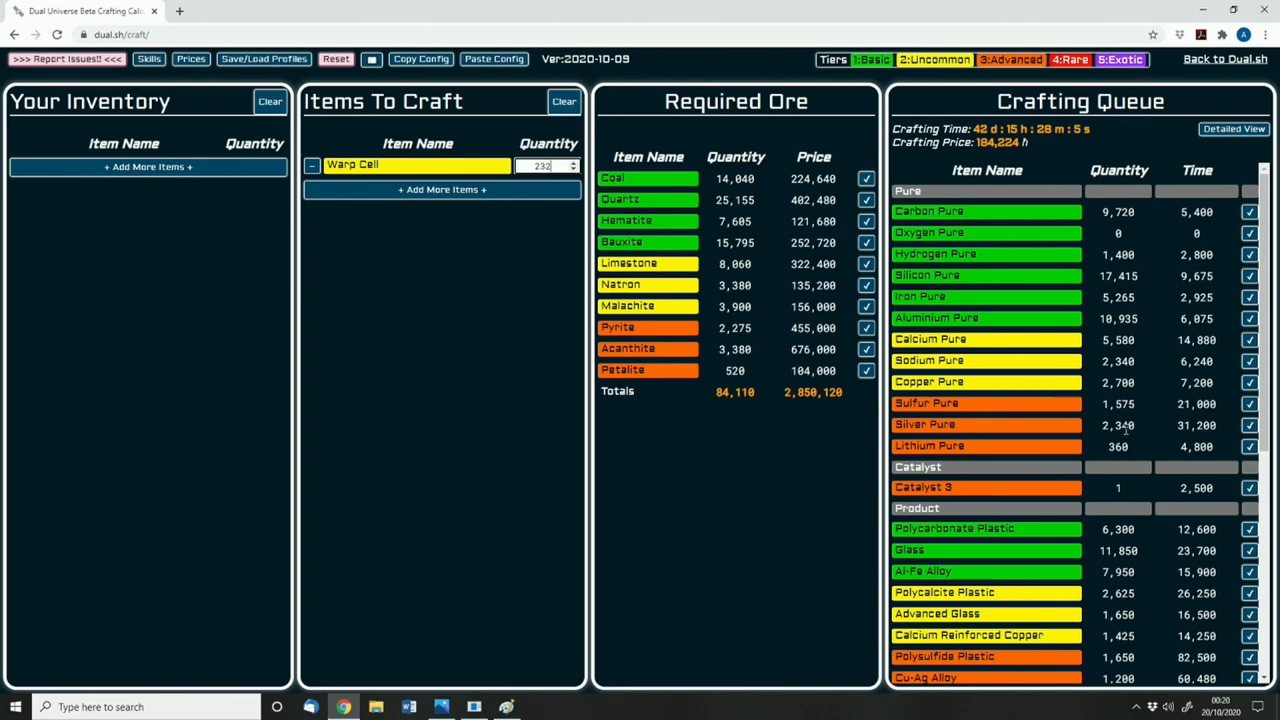 Dual Universe Beta Crafting Calc
dual.sh/craft/
A
>>> Report Issues!! <<<
Skills
Prices
Save/Load Profiles
Reset
Copy Config
Paste Config
Ver:2020-10-09
Tiers 1:Basic 2:Uncommon 3:Advanced 4:Rare 5:Exotic
Back to Dual.sh
Your Inventory
Clear
Item Name Quantity
+ Add More Items +
Items To Craft
Clear
Item Name Quantity
- Warp Cell 232
+ Add More Items +
Required Ore
Item Name Quantity Price
Coal 14,040 224,640
Quartz 25,155 402,480
Hematite 7,605 121,680
Bauxite 15,795 252,720
Limestone 8,060 322,400
Natron 3,380 135,200
Malachite 3,900 156,000
Pyrite 2,275 455,000
Acanthite 3,380 676,000
Petalite 520 104,000
Totals 84,110 2,850,120
Crafting Queue
Crafting Time: 42 d : 15 h : 28 m : 5 s
Crafting Price: 184,224 ħ
Detailed View
Item Name Quantity Time
Pure
Carbon Pure 9,720 5,400
Oxygen Pure 0 0
Hydrogen Pure 1,400 2,800
Silicon Pure 17,415 9,675
Iron Pure 5,265 2,925
Aluminium Pure 10,935 6,075
Calcium Pure 5,580 14,880
Sodium Pure 2,340 6,240
Copper Pure 2,700 7,200
Sulfur Pure 1,575 21,000
Silver Pure 2,340 31,200
Lithium Pure 360 4,800
Catalyst
Catalyst 3 1 2,500
Product
Polycarbonate Plastic 6,300 12,600
Glass 11,850 23,700
Al-Fe Alloy 7,950 15,900
Polycalcite Plastic 2,625 26,250
Advanced Glass 1,650 16,500
Calcium Reinforced Copper 1,425 14,250
Polysulfide Plastic 1,650 82,500
Cu-Ag Alloy 1,200 60,480
Type here to search
00:20
20/10/2020